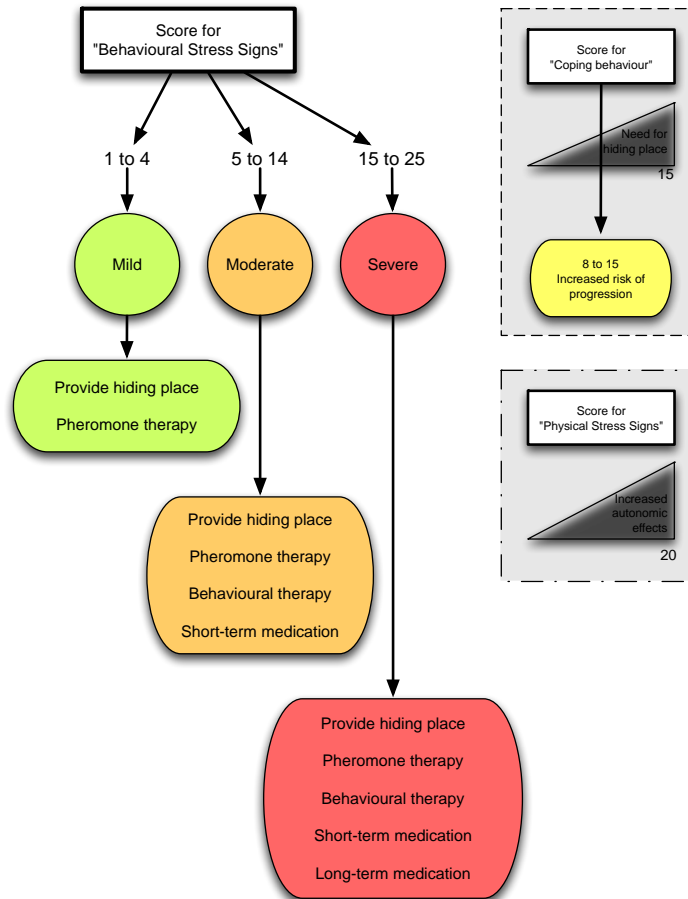 Score for
"Behavioural Stress Signs"
1 to 4
5 to 14
15 to 25
Mild
Moderate
Severe
Provide hiding place
Pheromone therapy
Provide hiding place
Pheromone therapy
Behavioural therapy
Short-term medication
Provide hiding place
Pheromone therapy
Behavioural therapy
Short-term medication
Long-term medication
Score for
"Coping behaviour"
Need for
hiding place
15
8 to 15
Increased risk of
progression
Score for
"Physical Stress Signs"
Increased
autonomic
effects
20